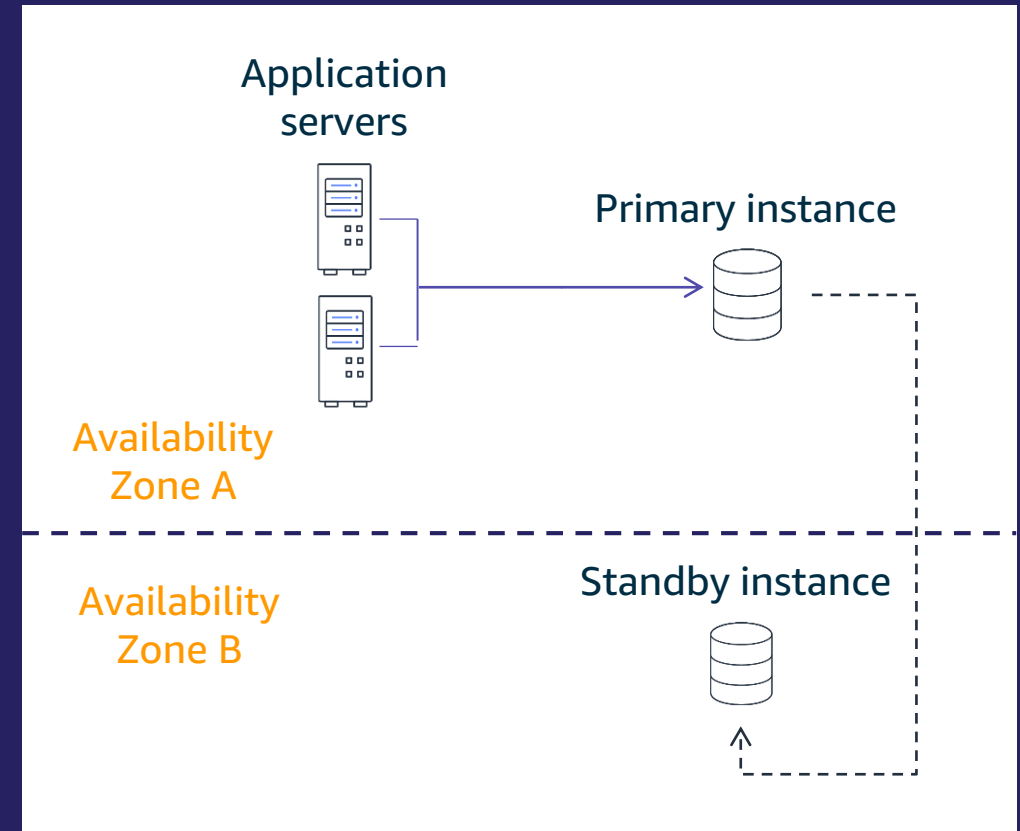 Application
servers
Primary instance
Availability
Zone A
Standby instance
Availability
Zone B